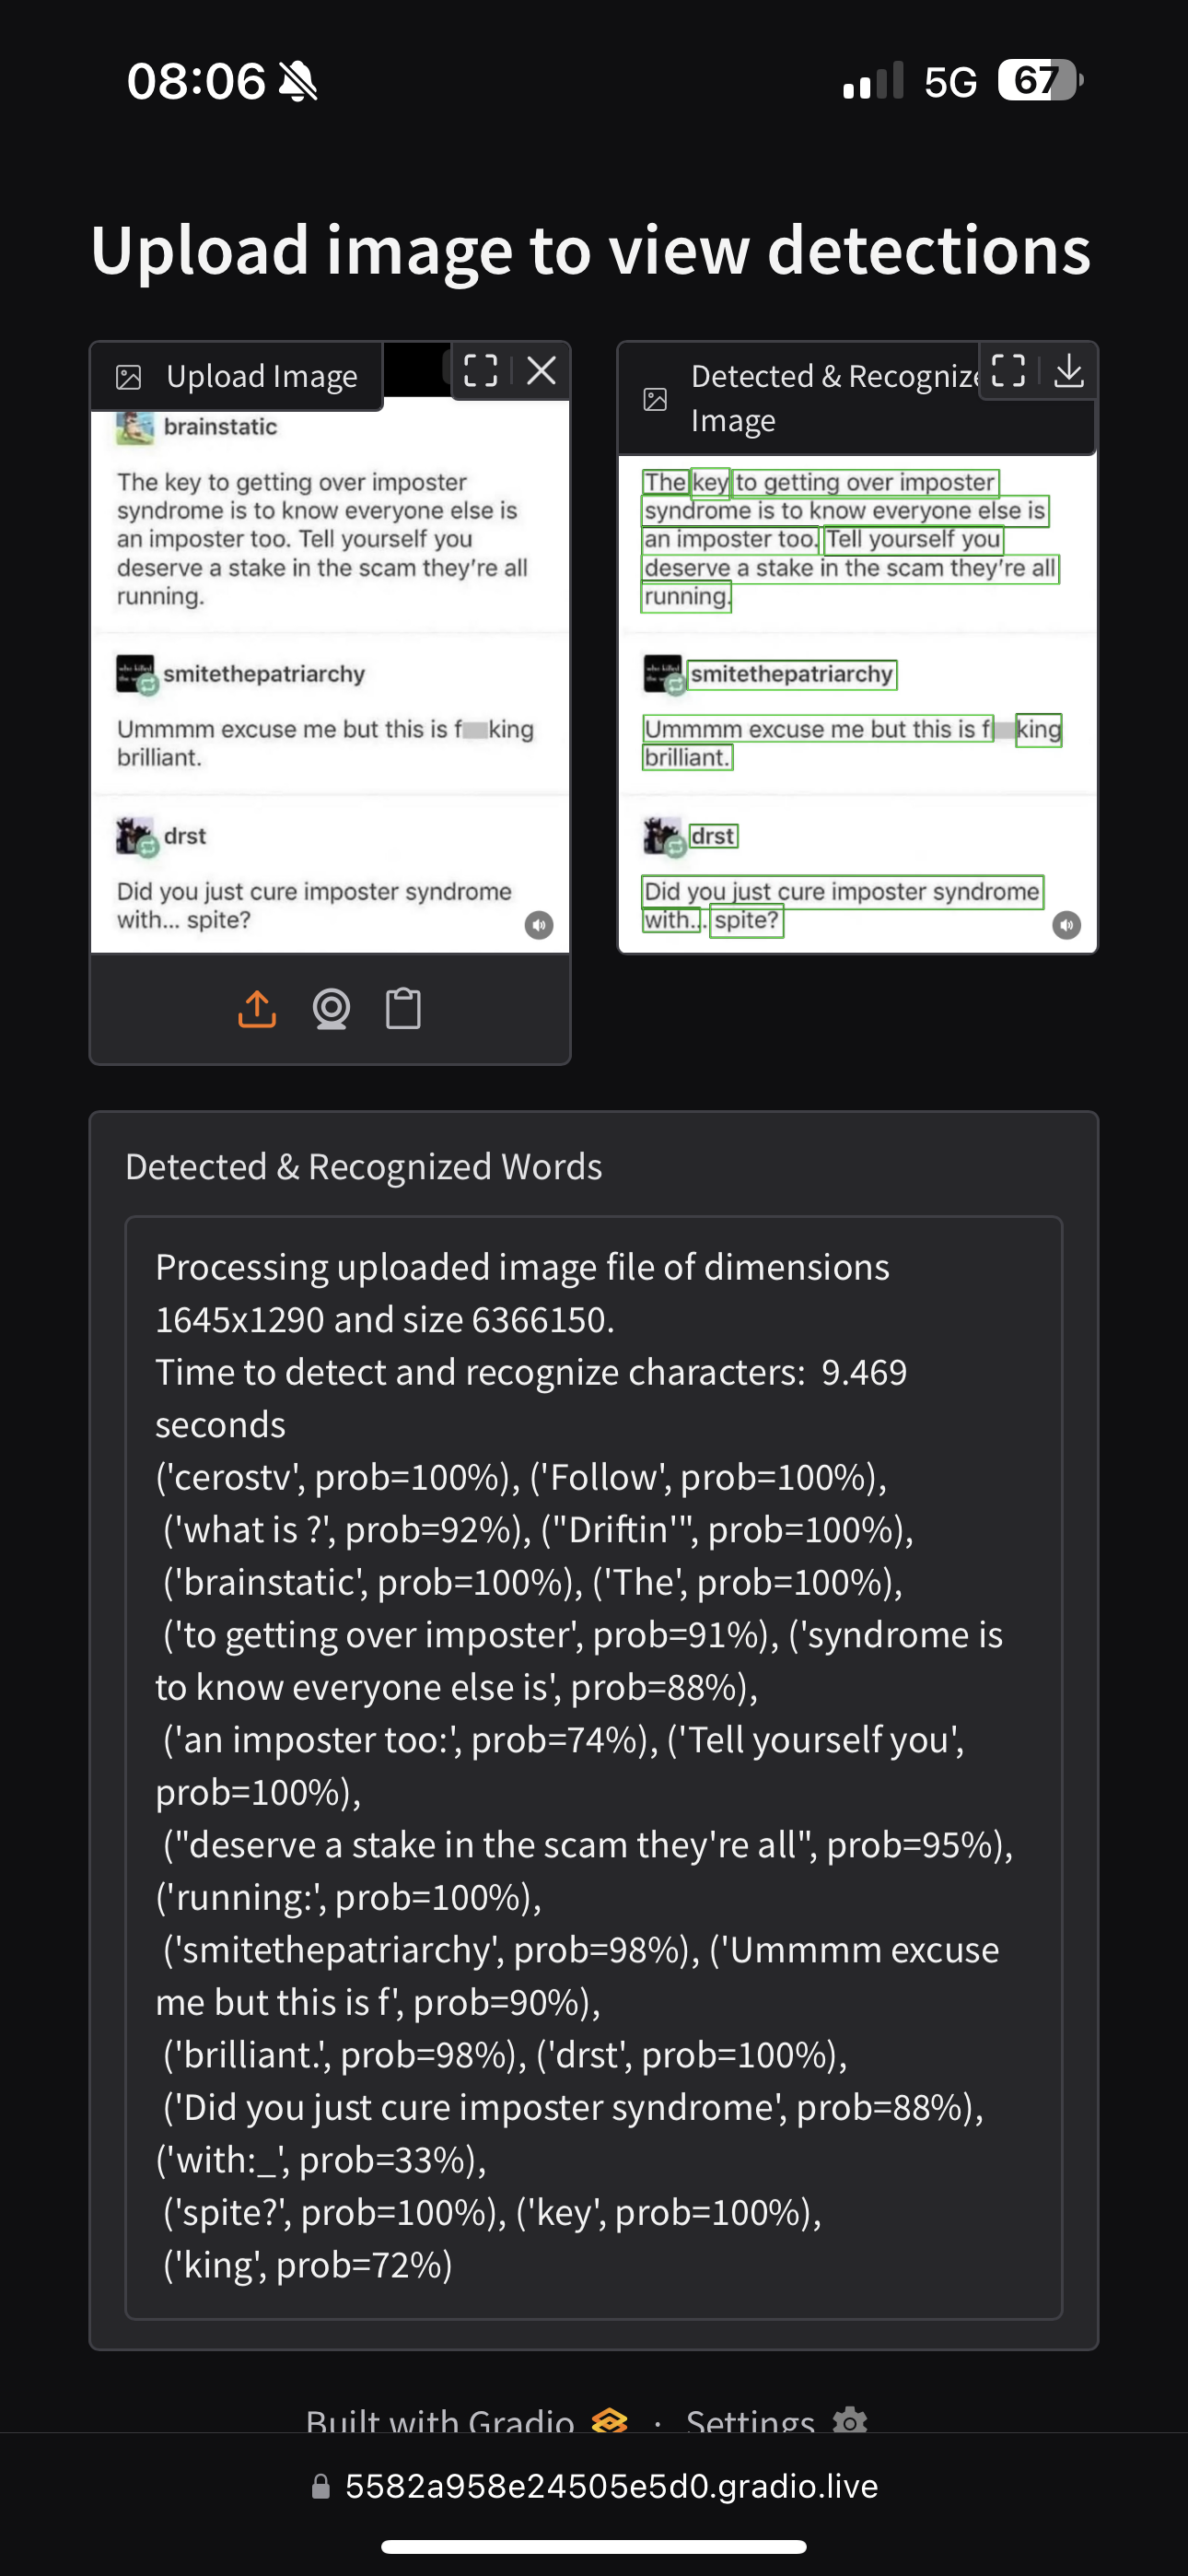 08:06 5G 67
Upload image to view detections
Upload Image
brainstatic
The key to getting over imposter
syndrome is to know everyone else is
an imposter too. Tell yourself you
deserve a stake in the scam they're all
running.
smitethepatriarchy
Ummmm excuse me but this is f king
brilliant.
drst
Did you just cure imposter syndrome
with... spite?
Detected & Recognize
Image
The key to getting over imposter
syndrome is to know everyone else is
an imposter too. Tell yourself you
deserve a stake in the scam they're all
running.
smitethepatriarchy
Ummmm excuse me but this is f king
brilliant.
drst
Did you just cure imposter syndrome
with... spite?
Detected & Recognized Words
Processing uploaded image file of dimensions
1645x1290 and size 6366150.
Time to detect and recognize characters:  9.469
seconds
('cerostv', prob=100%), ('Follow', prob=100%),
('what is ?', prob=92%), ("Driftin'", prob=100%),
('brainstatic', prob=100%), ('The', prob=100%),
('to getting over imposter', prob=91%), ('syndrome is
to know everyone else is', prob=88%),
('an imposter too:', prob=74%), ('Tell yourself you',
prob=100%),
("deserve a stake in the scam they're all", prob=95%),
('running:', prob=100%),
('smitethepatriarchy', prob=98%), ('Ummmm excuse
me but this is f', prob=90%),
('brilliant.', prob=98%), ('drst', prob=100%),
('Did you just cure imposter syndrome', prob=88%),
('with:_', prob=33%),
('spite?', prob=100%), ('key', prob=100%),
('king', prob=72%)
Built with Gradio · Settings
5582a958e24505e5d0.gradio.live